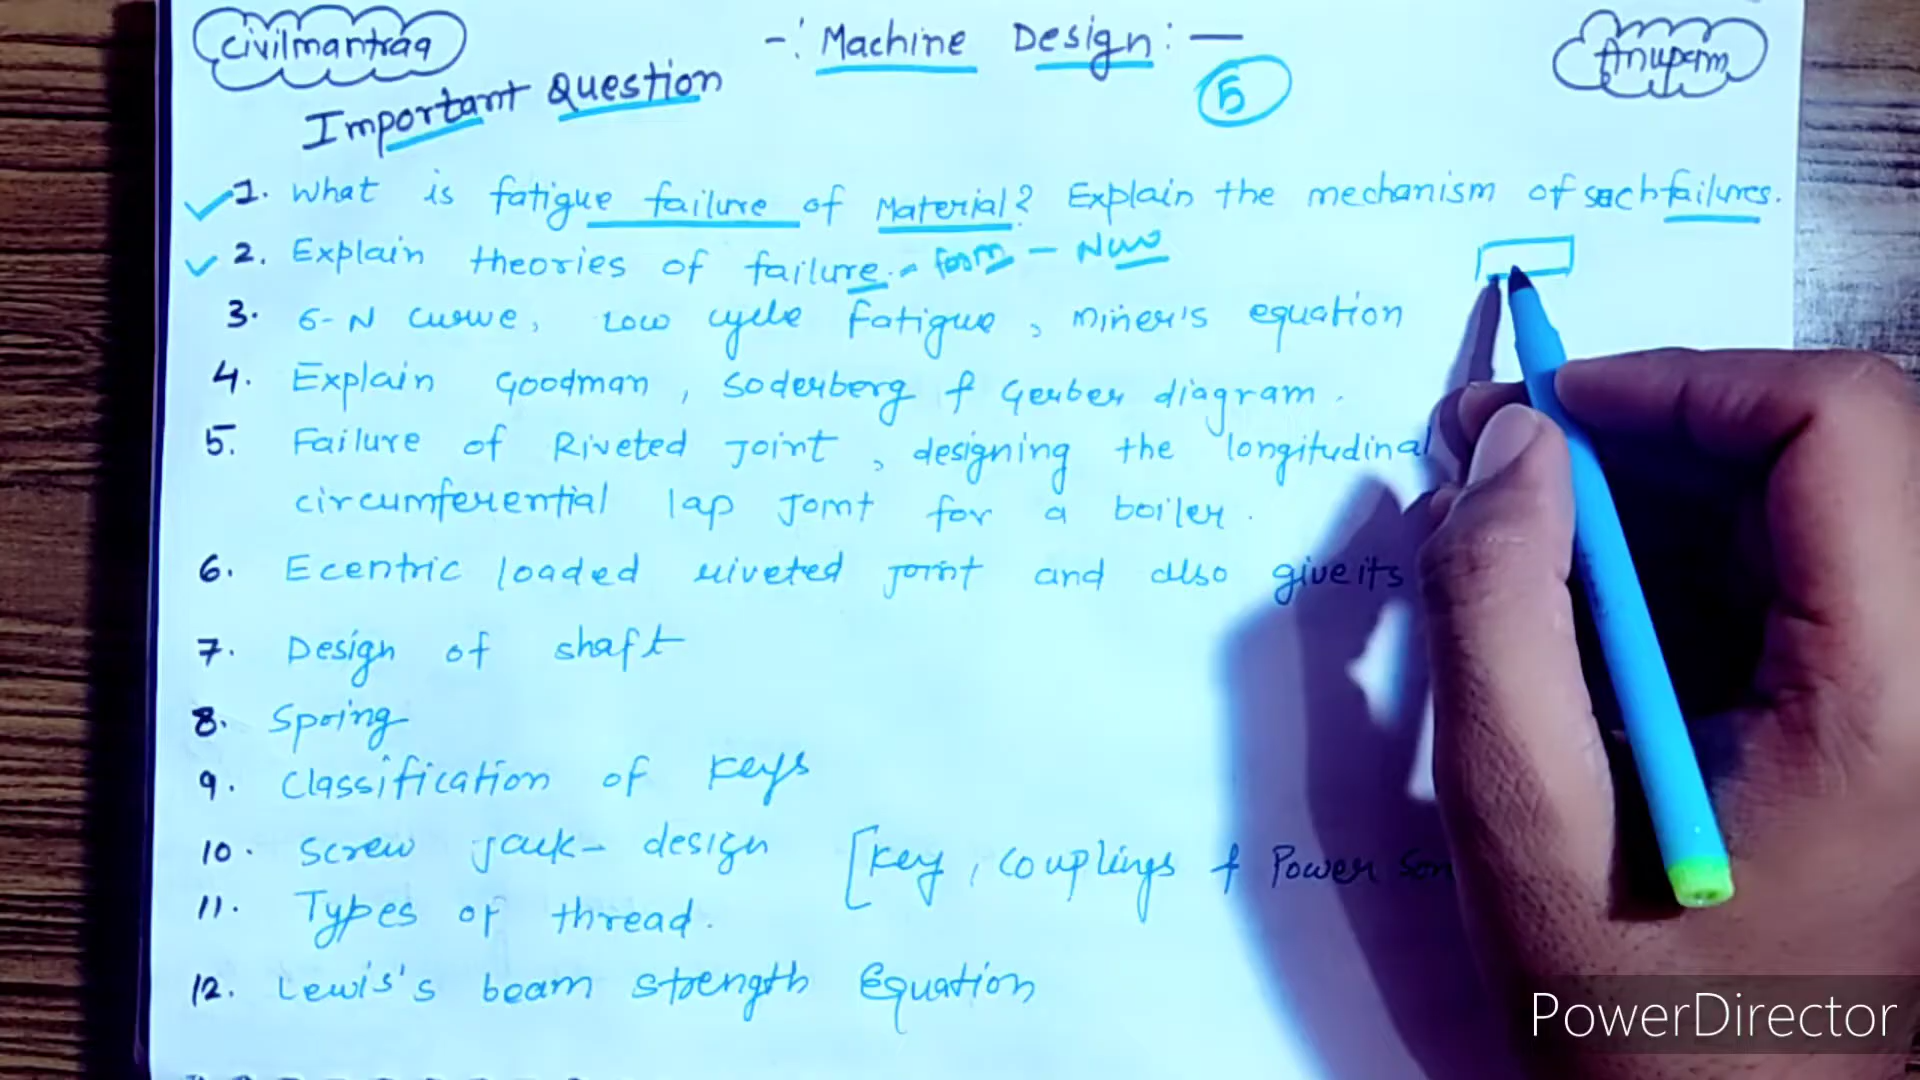 civilmantraa
-: Machine Design :-
Anupam
Important Question
5
1. What is fatigue failure of Material? Explain the mechanism of such failures.
2. Explain theories of failure. - form - Nuo
3. 6-N curve, Low cycle fatigue, miner's equation
4. Explain Goodman, Soderberg f Gerber diagram.
5. Failure of Riveted Joint, designing the longitudinal
circumferential lap Joint for a boiler.
6. Ecentric loaded riveted joint and also give its
7. Design of shaft
8. Spring
9. Classification of keys
10. Screw jack - design [key, couplings f Power
11. Types of thread.
12. Lewis's beam strength Equation
PowerDirector